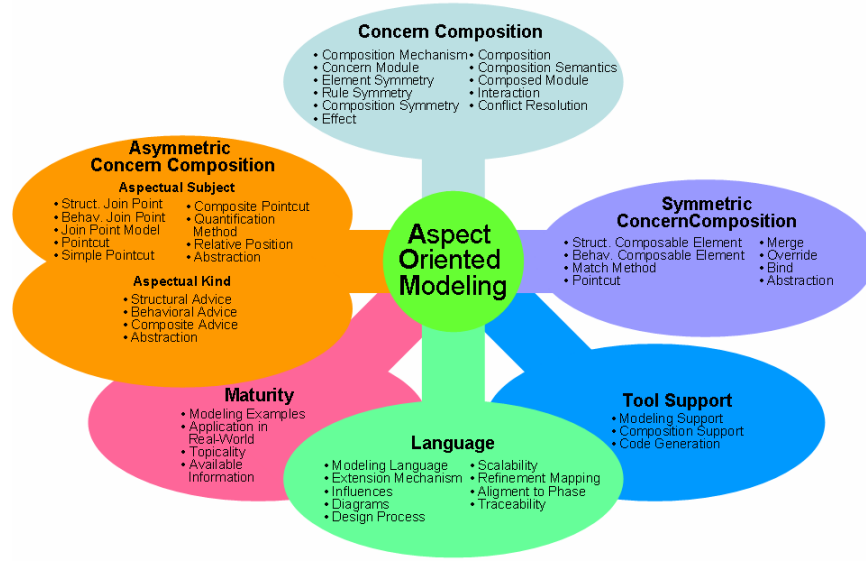 Concern Composition
• Composition Mechanism
• Concern Module
• Element Symmetry
• Rule Symmetry
• Composition Symmetry
• Effect
• Composition
• Composition Semantics
• Composed Module
• Interaction
• Conflict Resolution
Asymmetric
Concern Composition
Aspectual Subject
• Struct. Join Point
• Behav. Join Point
• Join Point Model
• Pointcut
• Simple Pointcut
• Composite Pointcut
• Quantification
Method
• Relative Position
• Abstraction
Aspectual Kind
• Structural Advice
• Behavioral Advice
• Composite Advice
• Abstraction
Aspect
Oriented
Modeling
Symmetric
ConcernComposition
• Struct. Composable Element
• Behav. Composable Element
• Match Method
• Pointcut
• Merge
• Override
• Bind
• Abstraction
Maturity
• Modeling Examples
• Application in
Real-World
• Topicality
• Available
Information
Language
• Modeling Language
• Extension Mechanism
• Influences
• Diagrams
• Design Process
• Scalability
• Refinement Mapping
• Aligment to Phase
• Traceability
Tool Support
• Modeling Support
• Composition Support
• Code Generation